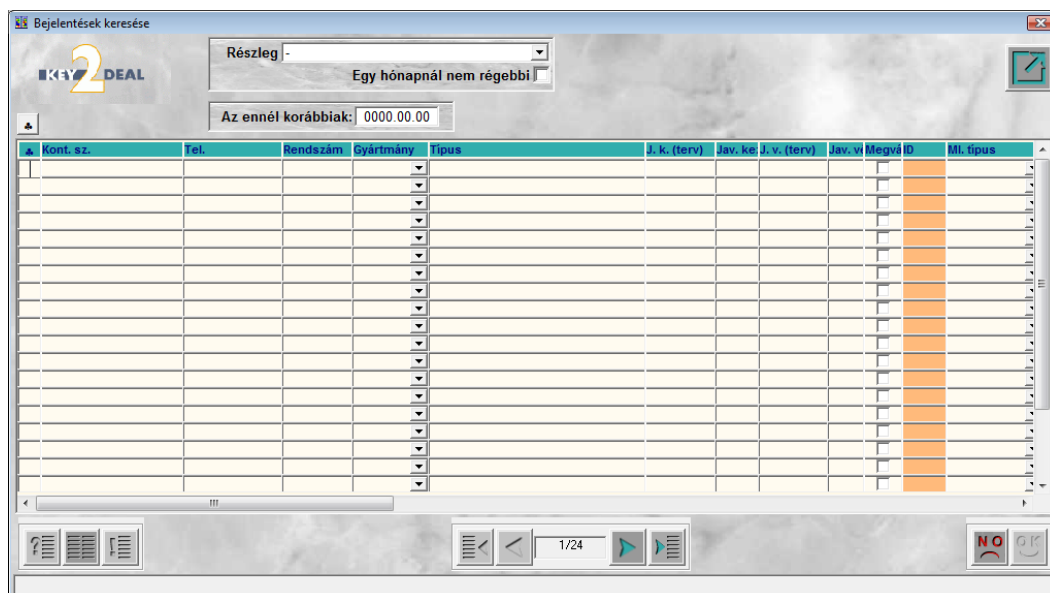 Bejelentések keresése
KEY2DEAL
Részleg -
Egy hónapnál nem régebbi
Az ennél korábbiak: 0000.00.00
Kont. sz. Tel. Rendszám Gyártmány Típus J. k. (terv) Jav. ke J. v. (terv) Jav. vé Megvá ID Ml. típus
1/24
NO OK